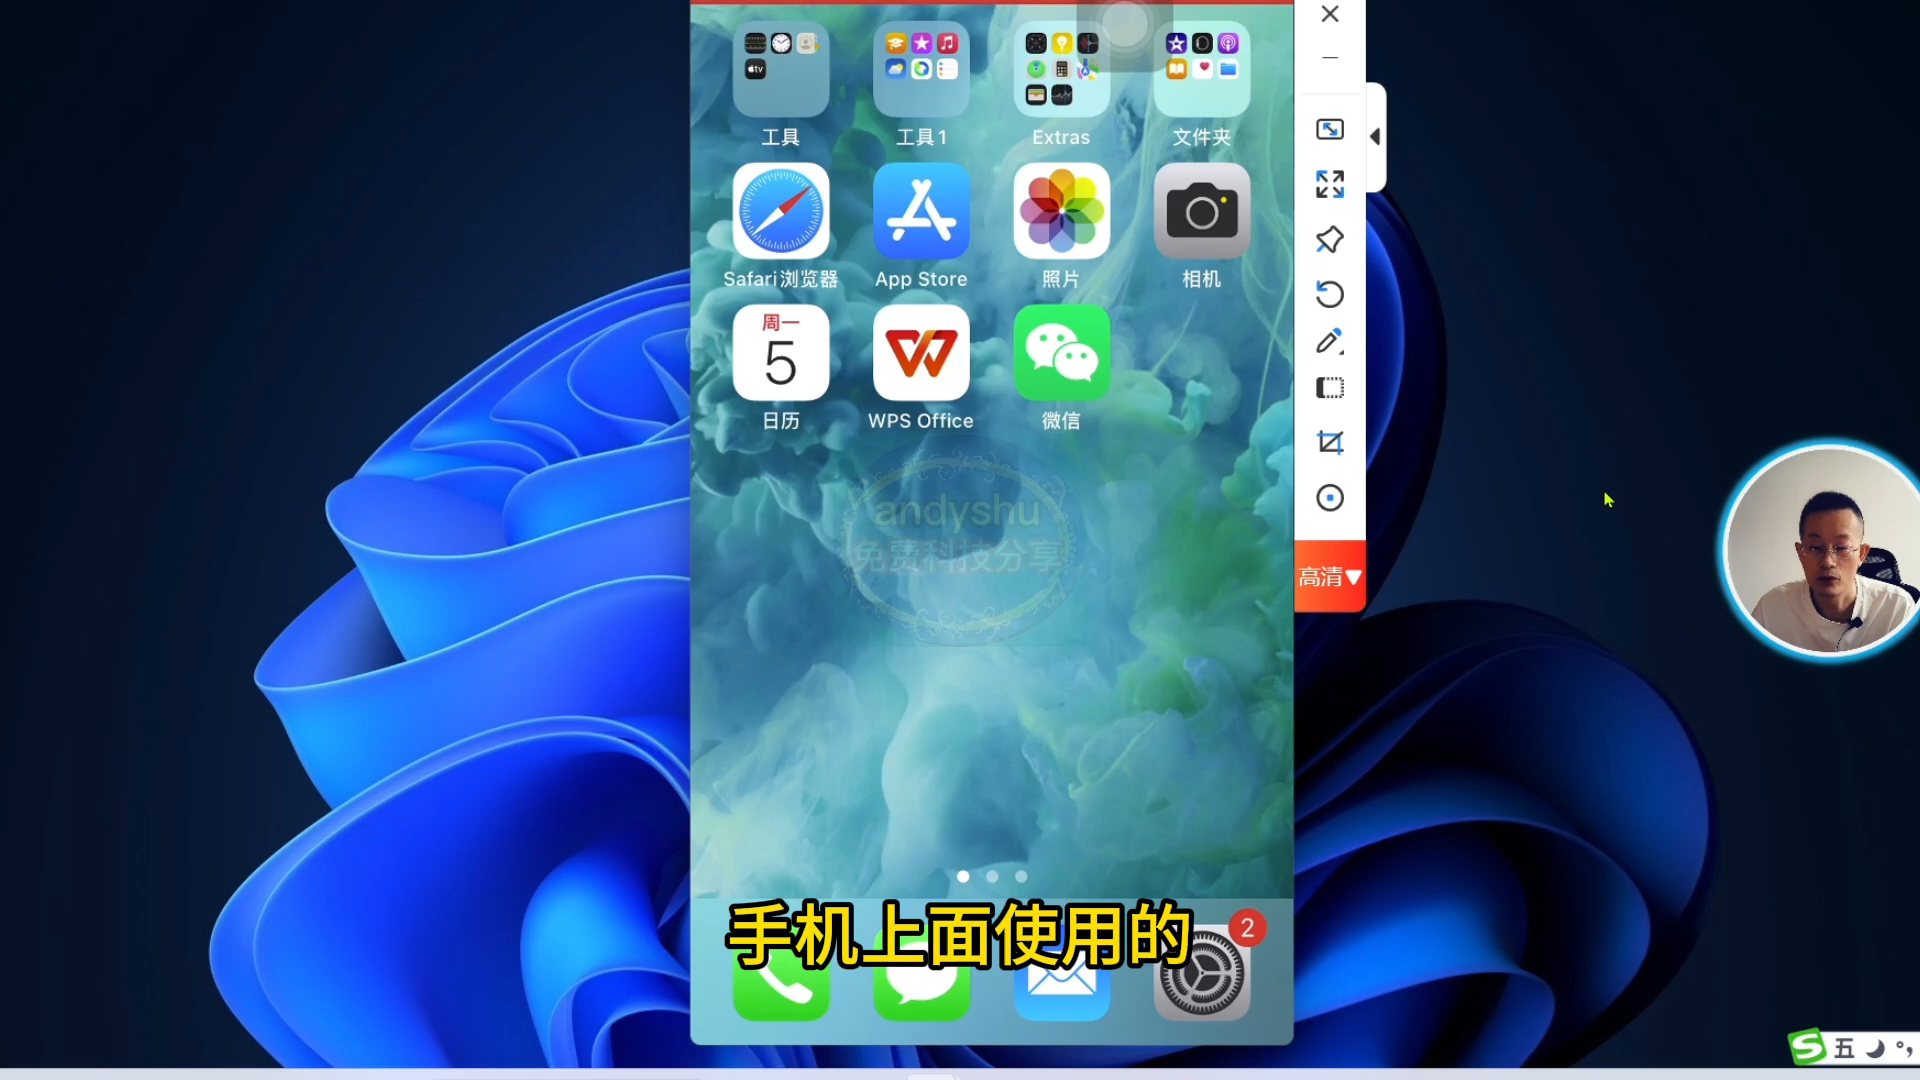 工具
工具1
Extras
文件夹
Safari浏览器
App Store
照片
相机
周一
5
日历
WPS Office
微信
andyshu
免费科技分享
高清
手机上面使用的
2
五
tv